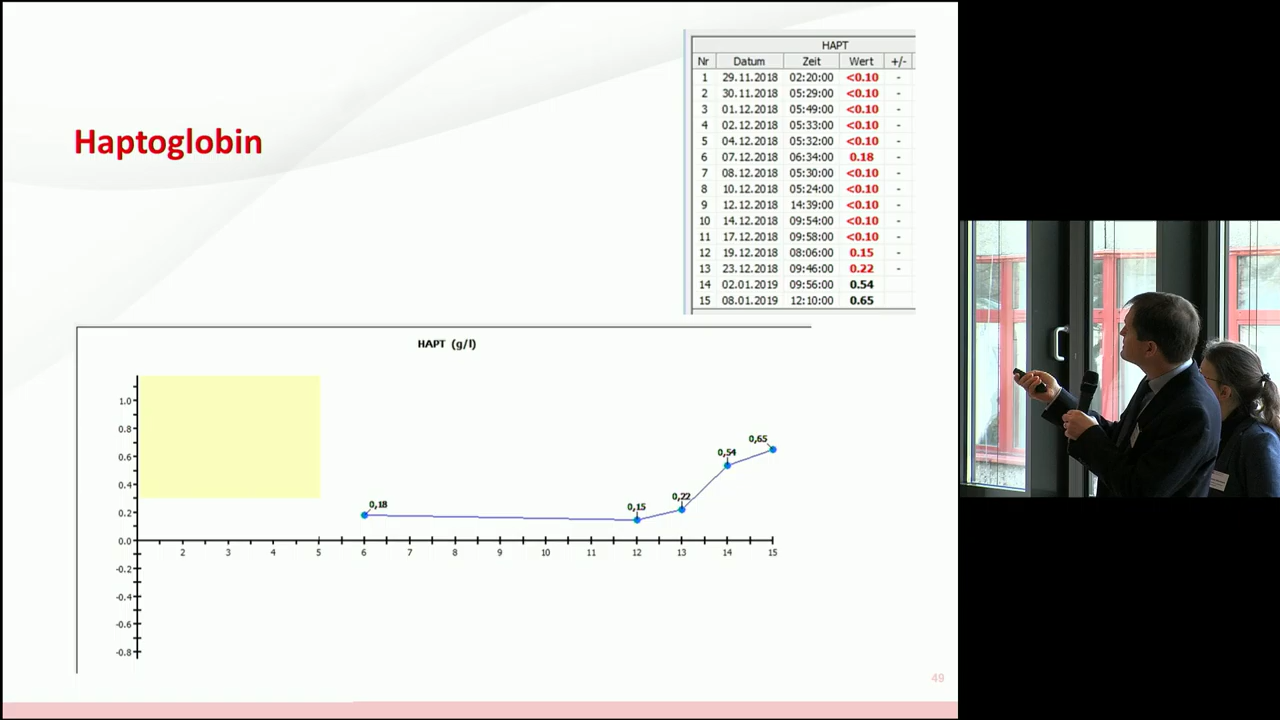 Haptoglobin
HAPT
Nr Datum Zeit Wert +/-
1 29.11.2018 02:20:00 <0.10 -
2 30.11.2018 05:29:00 <0.10 -
3 01.12.2018 05:49:00 <0.10 -
4 02.12.2018 05:33:00 <0.10 -
5 04.12.2018 05:32:00 <0.10 -
6 07.12.2018 06:34:00 0.18 -
7 08.12.2018 05:30:00 <0.10 -
8 10.12.2018 05:24:00 <0.10 -
9 12.12.2018 14:39:00 <0.10 -
10 14.12.2018 09:54:00 <0.10 -
11 17.12.2018 09:58:00 <0.10 -
12 19.12.2018 08:06:00 0.15 -
13 23.12.2018 09:46:00 0.22 -
14 02.01.2019 09:56:00 0.54
15 08.01.2019 12:10:00 0.65
HAPT (g/l)
1.0
0.8
0.6
0.4
0.2
0.0
-0.2
-0.4
-0.6
-0.8
0,18
0,15
0,22
0,54
0,65
2 3 4 5 6 7 8 9 10 11 12 13 14 15
49